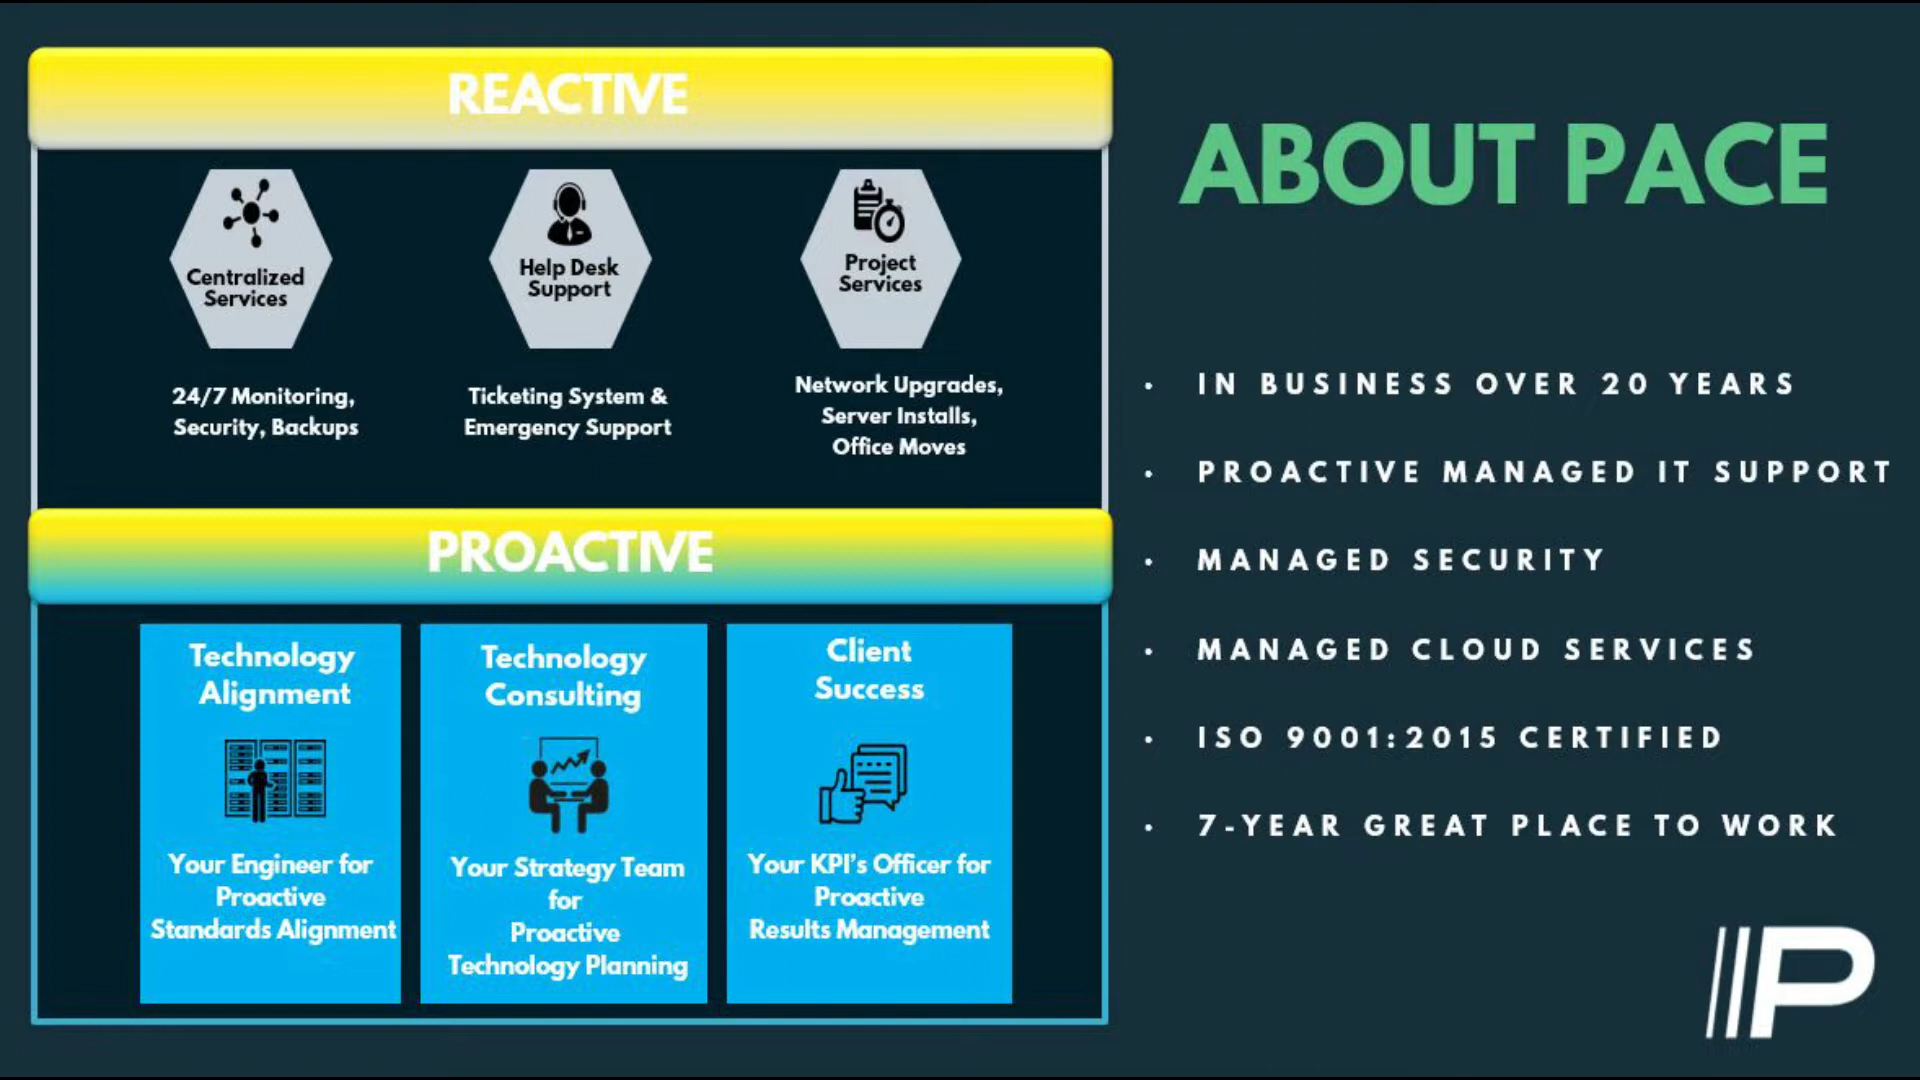 REACTIVE
Centralized
Services
Help Desk
Support
Project
Services
24/7 Monitoring,
Security, Backups
Ticketing System &
Emergency Support
Network Upgrades,
Server Installs,
Office Moves
PROACTIVE
Technology
Alignment
Your Engineer for
Proactive
Standards Alignment
Technology
Consulting
Your Strategy Team
for
Proactive
Technology Planning
Client
Success
Your KPI's Officer for
Proactive
Results Management
ABOUT PACE
• IN BUSINESS OVER 20 YEARS
• PROACTIVE MANAGED IT SUPPORT
• MANAGED SECURITY
• MANAGED CLOUD SERVICES
• ISO 9001:2015 CERTIFIED
• 7-YEAR GREAT PLACE TO WORK
P